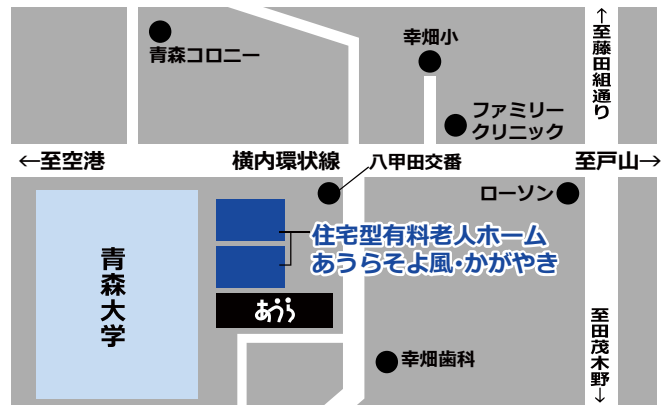 青森コロニー
幸畑小
↑至藤田組通り
ファミリー
クリニック
←至空港
横内環状線
八甲田交番
至戸山→
ローソン
住宅型有料老人ホーム
あうらそよ風・かがやき
青森大学
あうら
幸畑歯科
至田茂木野↓